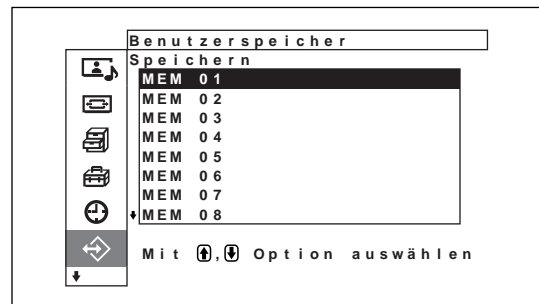 Benutzerspeicher
Speichern
MEM 01
MEM 02
MEM 03
MEM 04
MEM 05
MEM 06
MEM 07
MEM 08
Mit ↑,↓ Option auswählen